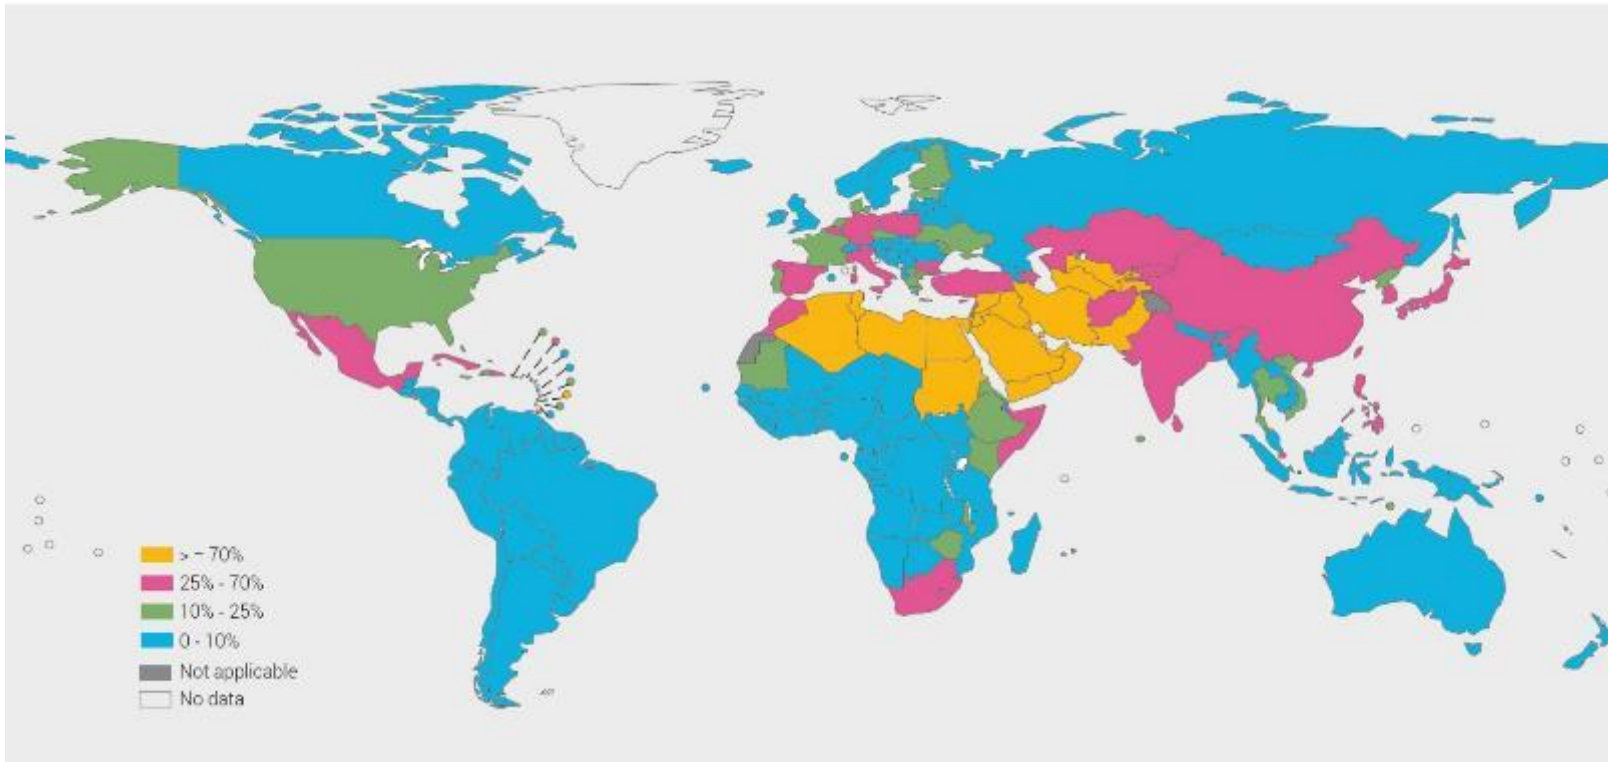 > = 70%
25% - 70%
10% - 25%
0 - 10%
Not applicable
No data